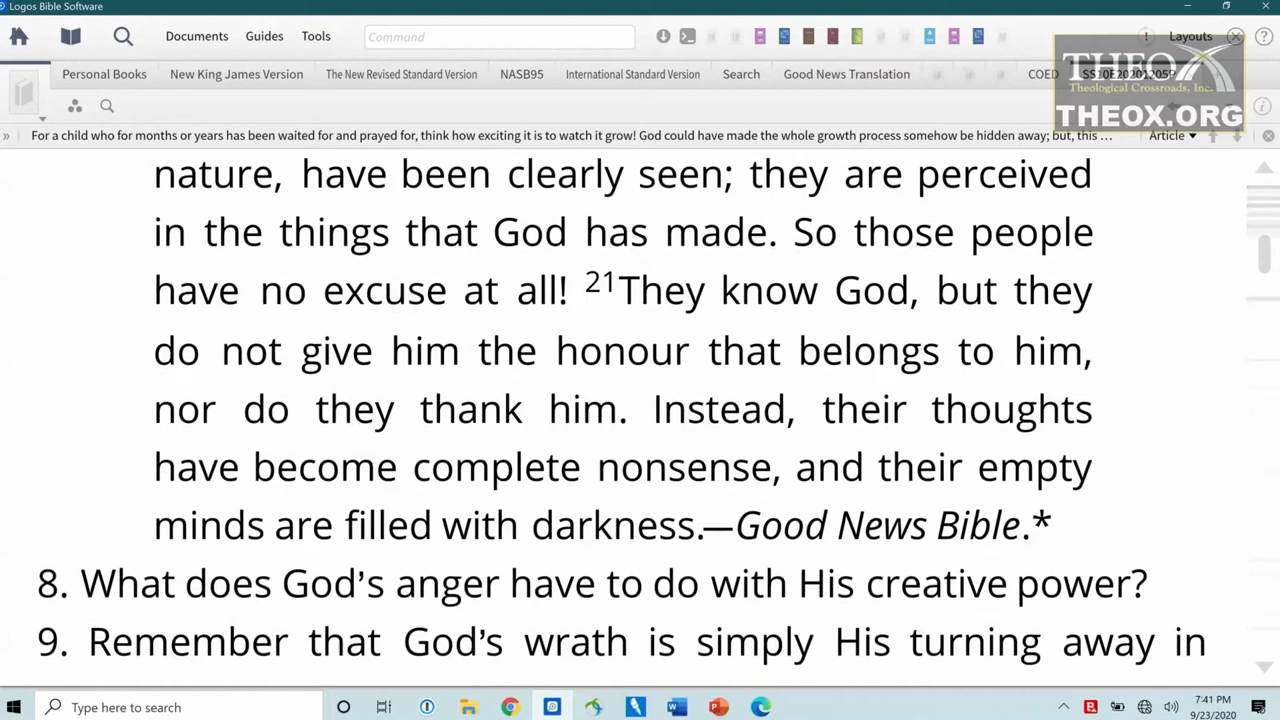 Logos Bible Software
Documents Guides Tools Command Layouts
Personal Books New King James Version The New Revised Standard Version NASB95 International Standard Version Search Good News Translation COED
THEOX
Theological Crossroads, Inc.
THEOX.ORG
For a child who for months or years has been waited for and prayed for, think how exciting it is to watch it grow! God could have made the whole growth process somehow be hidden away; but, this ... Article
nature, have been clearly seen; they are perceived
in the things that God has made. So those people
have no excuse at all! 21They know God, but they
do not give him the honour that belongs to him,
nor do they thank him. Instead, their thoughts
have become complete nonsense, and their empty
minds are filled with darkness.—Good News Bible.*
8. What does God's anger have to do with His creative power?
9. Remember that God's wrath is simply His turning away in
Type here to search
7:41 PM
9/23/2020